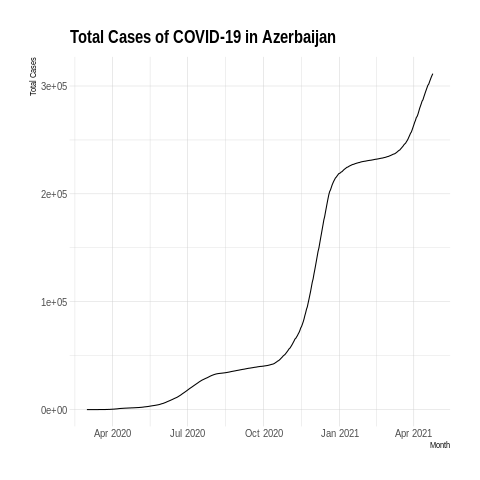 Total Cases of COVID-19 in Azerbaijan
Total Cases
3e+05
2e+05
1e+05
0e+00
Apr 2020 Jul 2020 Oct 2020 Jan 2021 Apr 2021
Month